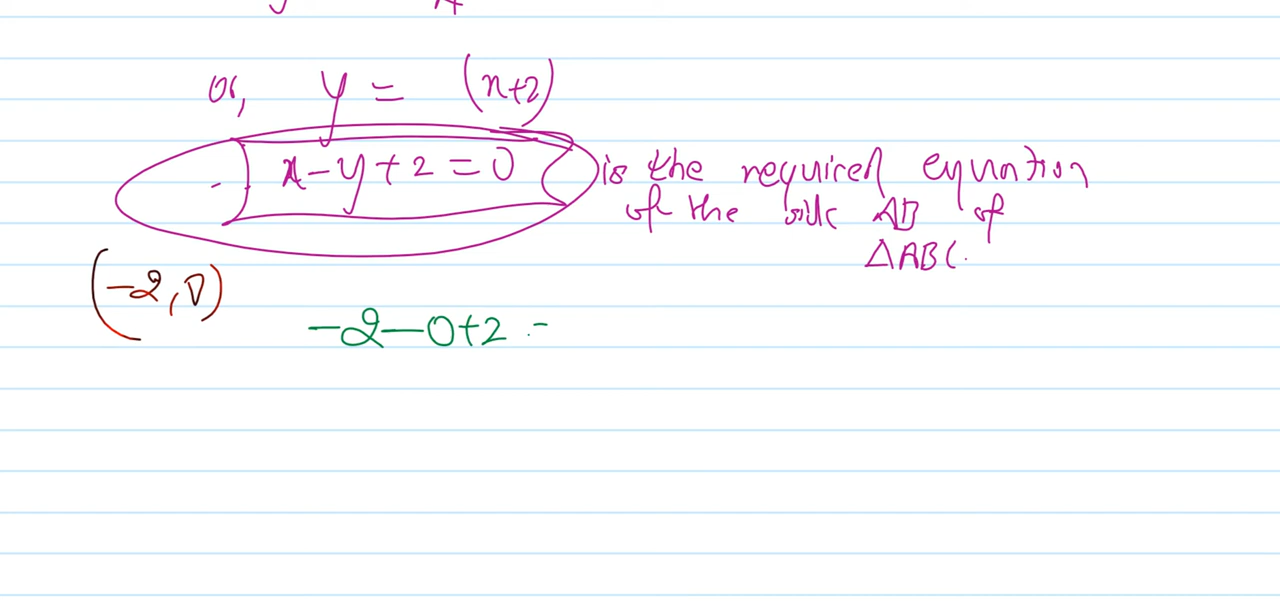 or, y = (x+2)
x-y+2=0 is the required equation
of the side AB of
△ABC.
(-2,0)
-2-0+2 =